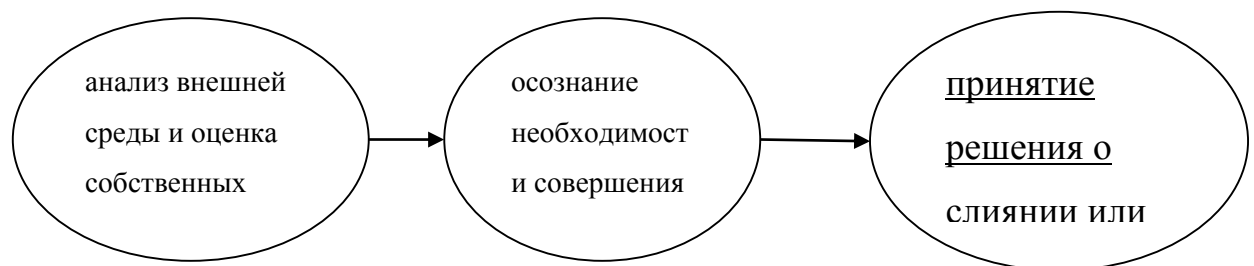 анализ внешней
среды и оценка
собственных
осознание
необходимост
и совершения
принятие
решения о
слиянии или